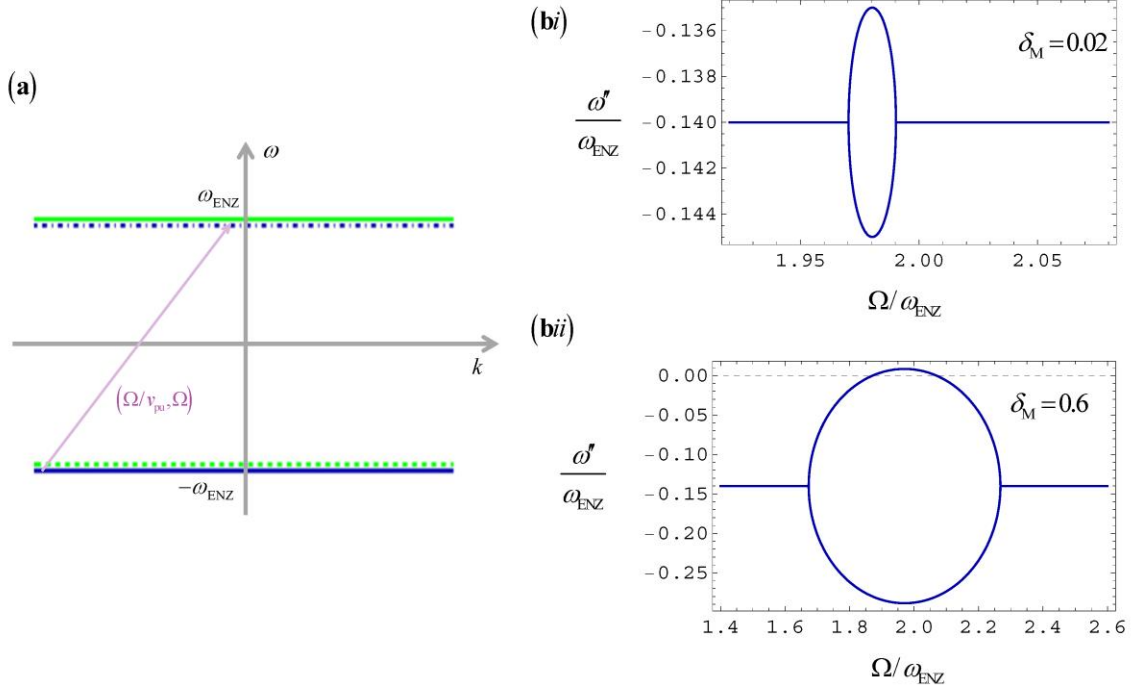 (a)
ω
ω_ENZ
k
(Ω/v_pu, Ω)
−ω_ENZ
(bi)
δ_M = 0.02
ω″
ω_ENZ
-0.136
-0.138
-0.140
-0.142
-0.144
1.95 2.00 2.05
Ω/ω_ENZ
(bii)
δ_M = 0.6
ω″
ω_ENZ
0.00
-0.05
-0.10
-0.15
-0.20
-0.25
1.4 1.6 1.8 2.0 2.2 2.4 2.6
Ω/ω_ENZ